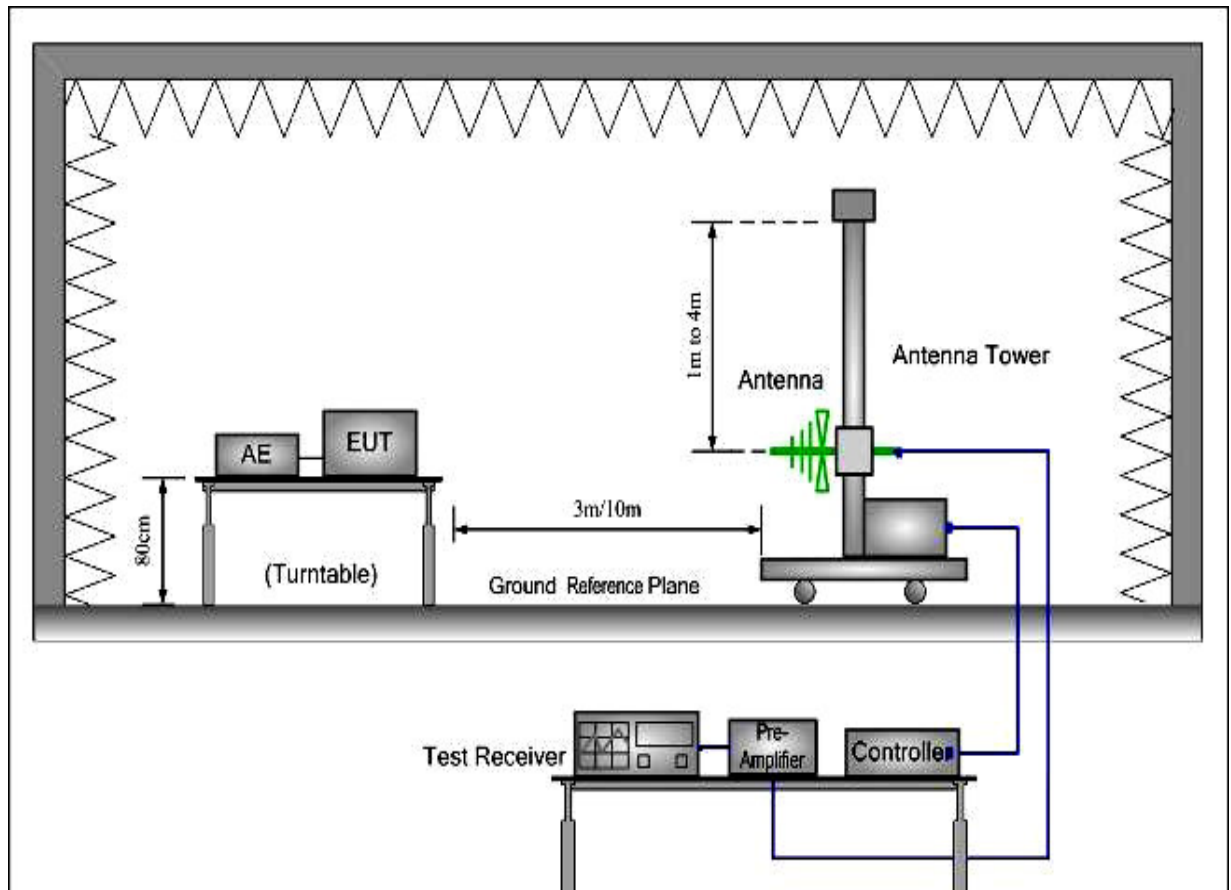 1m to 4m
Antenna Tower
Antenna
AE
EUT
80cm
3m/10m
(Turntable)
Ground Reference Plane
Test Receiver
Pre-
Amplifier
Controller